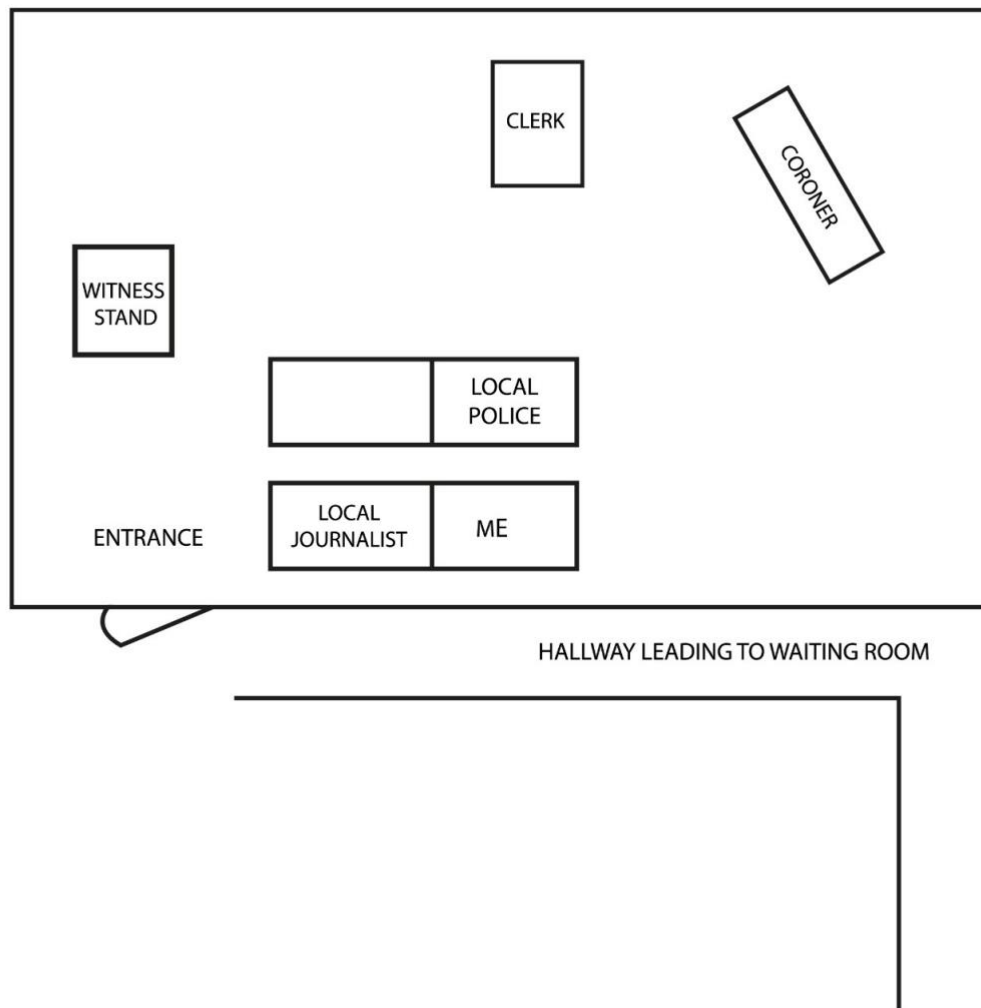 CLERK
CORONER
WITNESS
STAND
LOCAL
POLICE
LOCAL
JOURNALIST
ME
ENTRANCE
HALLWAY LEADING TO WAITING ROOM